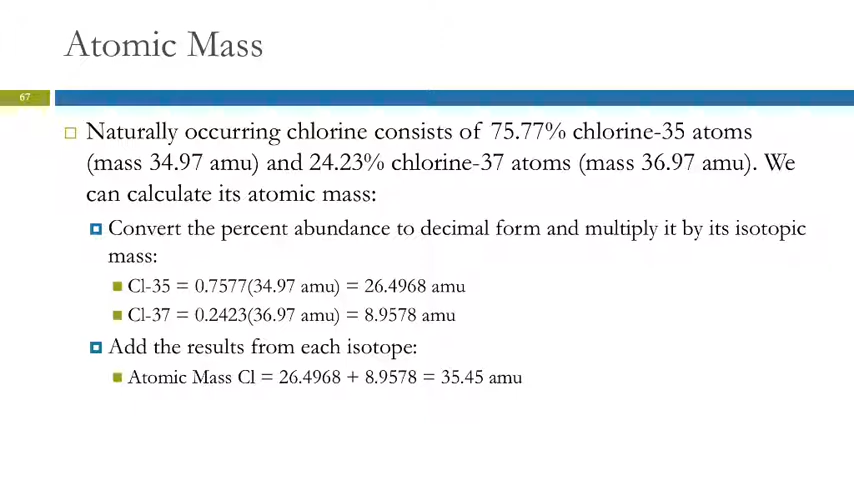 Atomic Mass
67
Naturally occurring chlorine consists of 75.77% chlorine-35 atoms
(mass 34.97 amu) and 24.23% chlorine-37 atoms (mass 36.97 amu). We
can calculate its atomic mass:
Convert the percent abundance to decimal form and multiply it by its isotopic
mass:
Cl-35 = 0.7577(34.97 amu) = 26.4968 amu
Cl-37 = 0.2423(36.97 amu) = 8.9578 amu
Add the results from each isotope:
Atomic Mass Cl = 26.4968 + 8.9578 = 35.45 amu